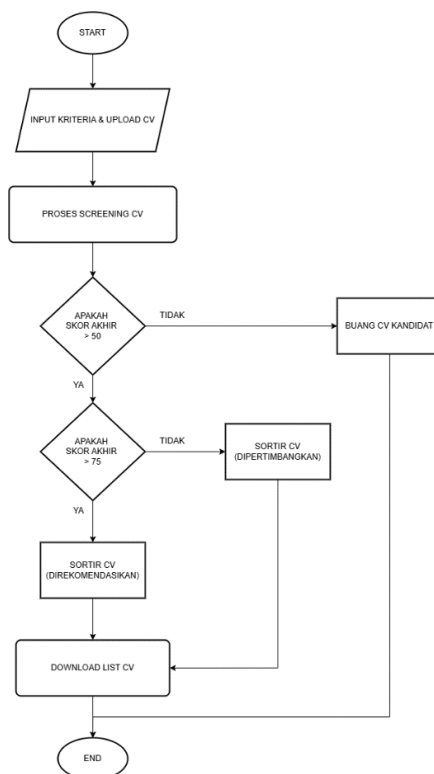 START
INPUT KRITERIA & UPLOAD CV
PROSES SCREENING CV
APAKAH
SKOR AKHIR
> 50
TIDAK
BUANG CV KANDIDAT
YA
APAKAH
SKOR AKHIR
> 75
TIDAK
SORTIR CV
(DIPERTIMBANGKAN)
YA
SORTIR CV
(DIREKOMENDASIKAN)
DOWNLOAD LIST CV
END